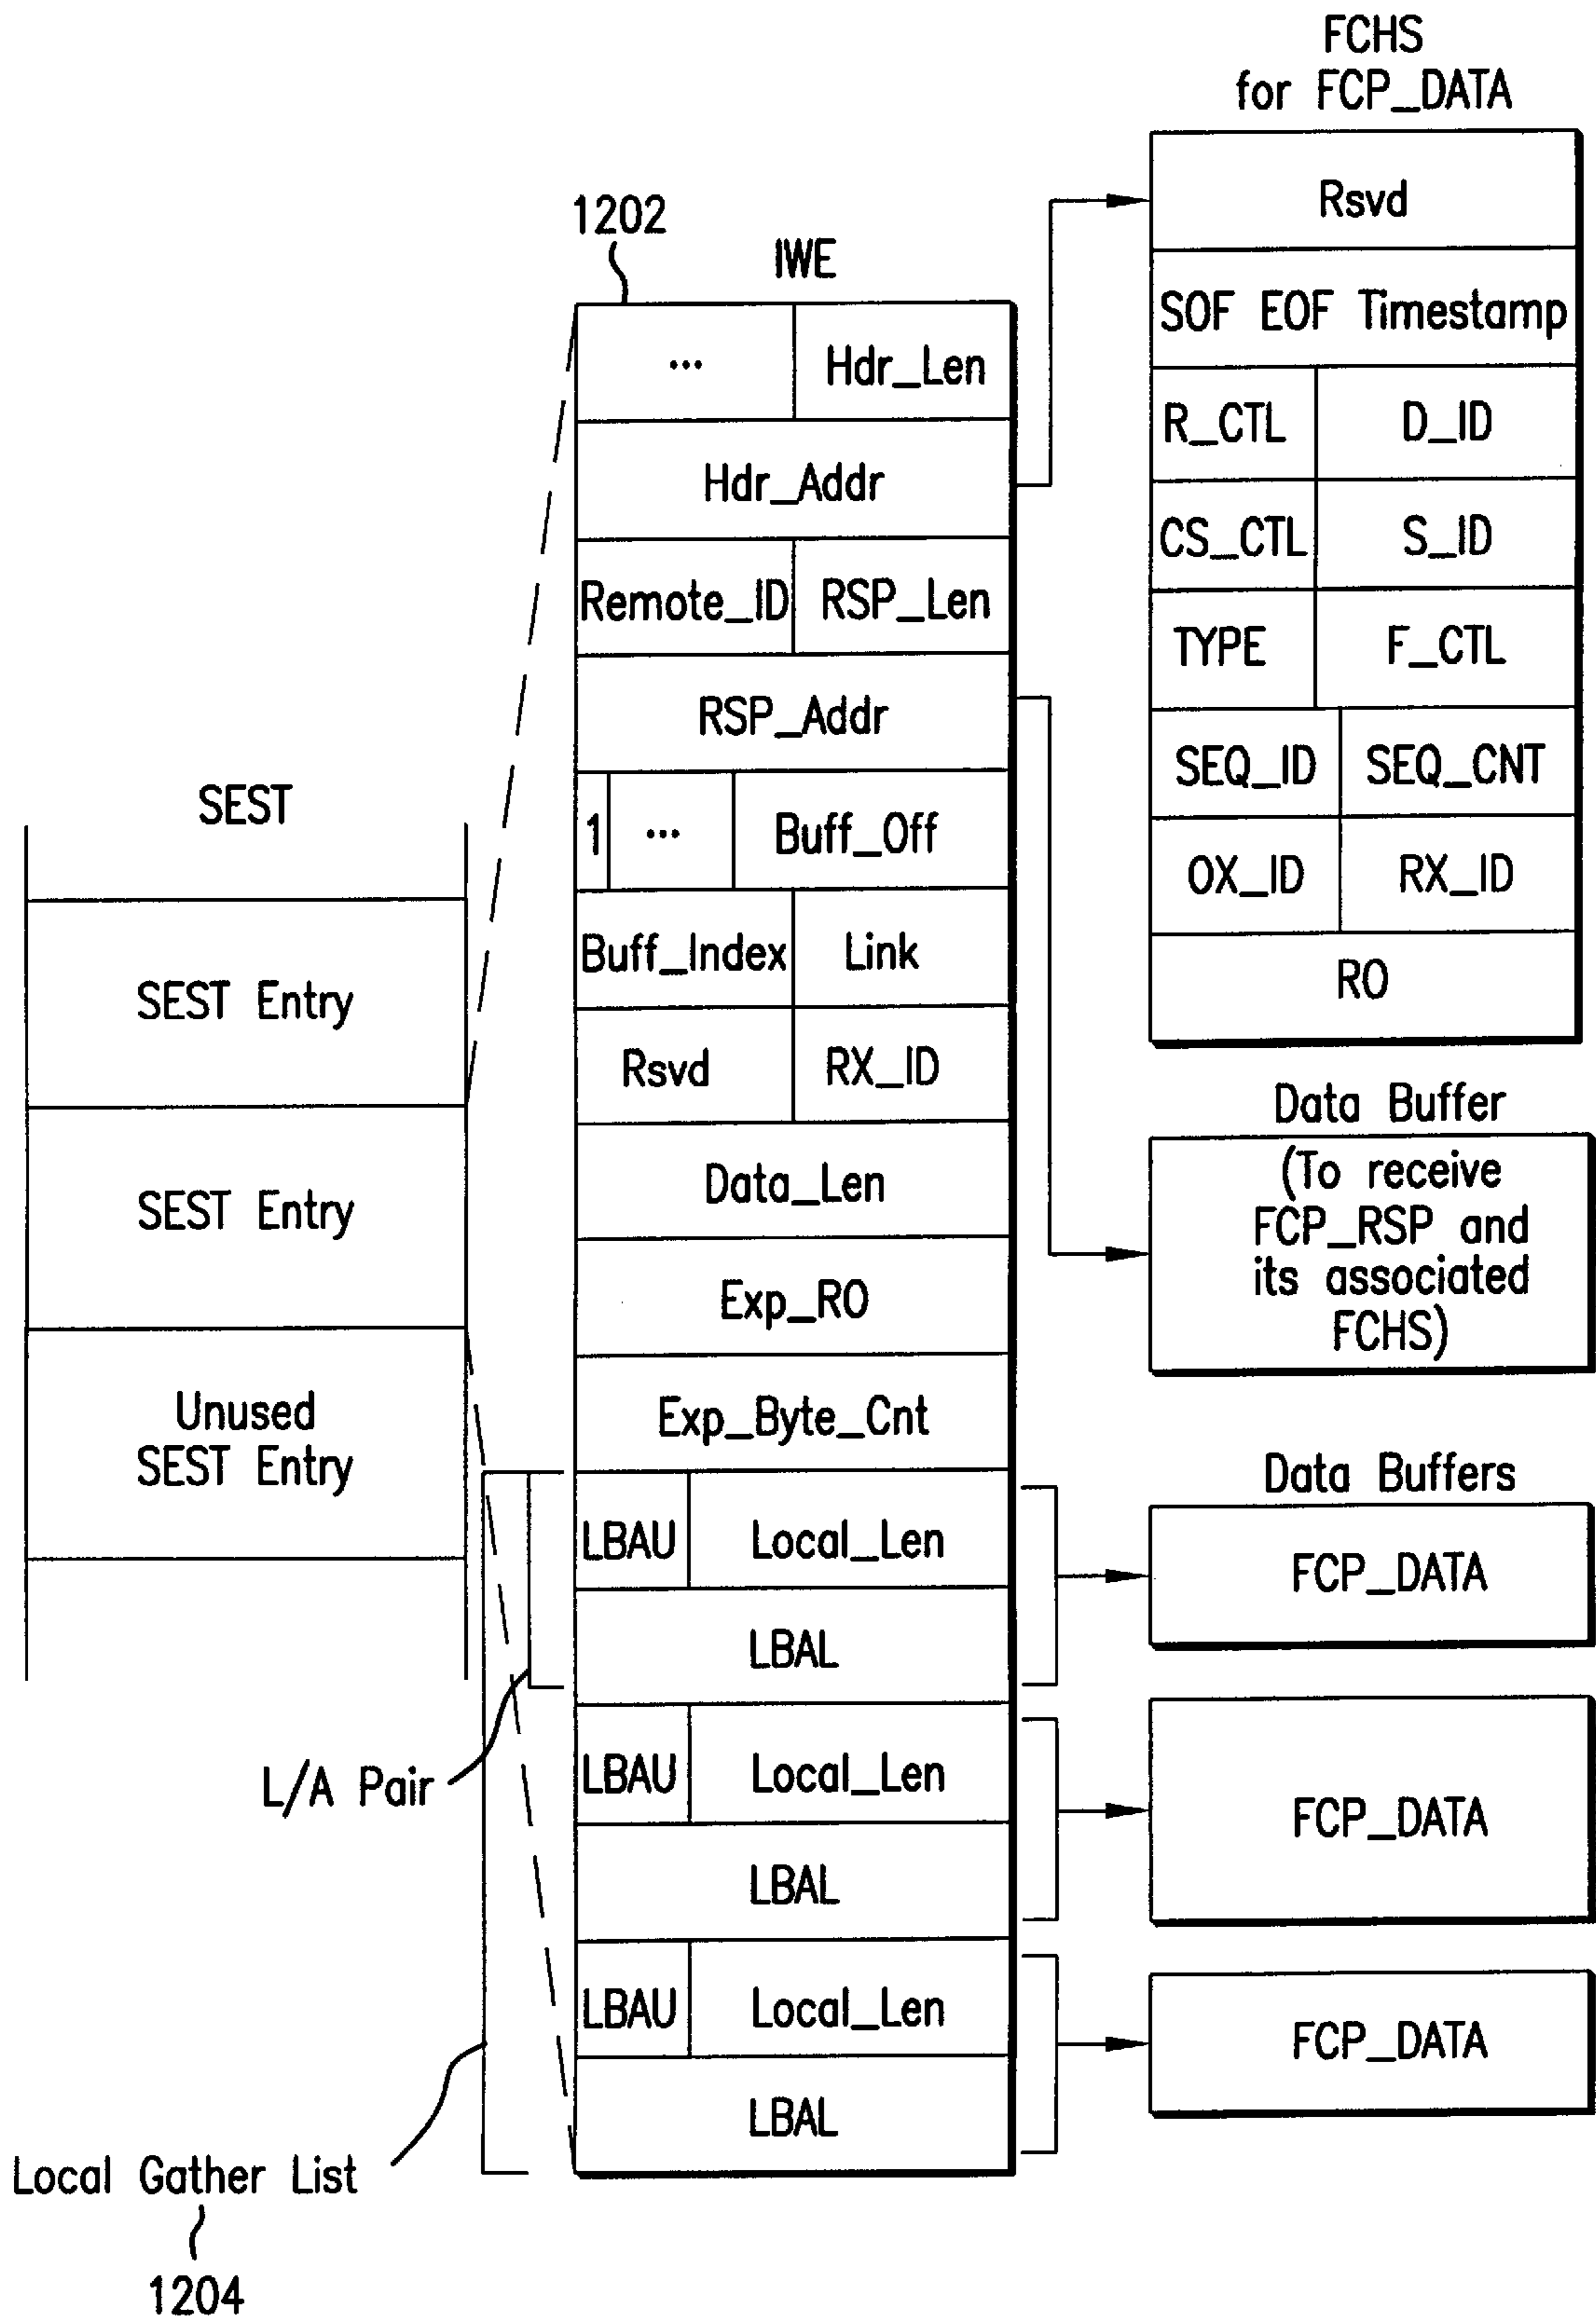 FCHS
for FCP_DATA
Rsvd
SOF EOF Timestamp
R_CTL D_ID
CS_CTL S_ID
TYPE F_CTL
SEQ_ID SEQ_CNT
OX_ID RX_ID
RO
1202
IWE
... Hdr_Len
Hdr_Addr
Remote_ID RSP_Len
RSP_Addr
1 ... Buff_Off
Buff_Index Link
Rsvd RX_ID
Data_Len
Exp_RO
Exp_Byte_Cnt
LBAU Local_Len
LBAL
LBAU Local_Len
LBAL
LBAU Local_Len
LBAL
SEST
SEST Entry
SEST Entry
Unused
SEST Entry
L/A Pair
Local Gather List
1204
Data Buffer
(To receive
FCP_RSP and
its associated
FCHS)
Data Buffers
FCP_DATA
FCP_DATA
FCP_DATA